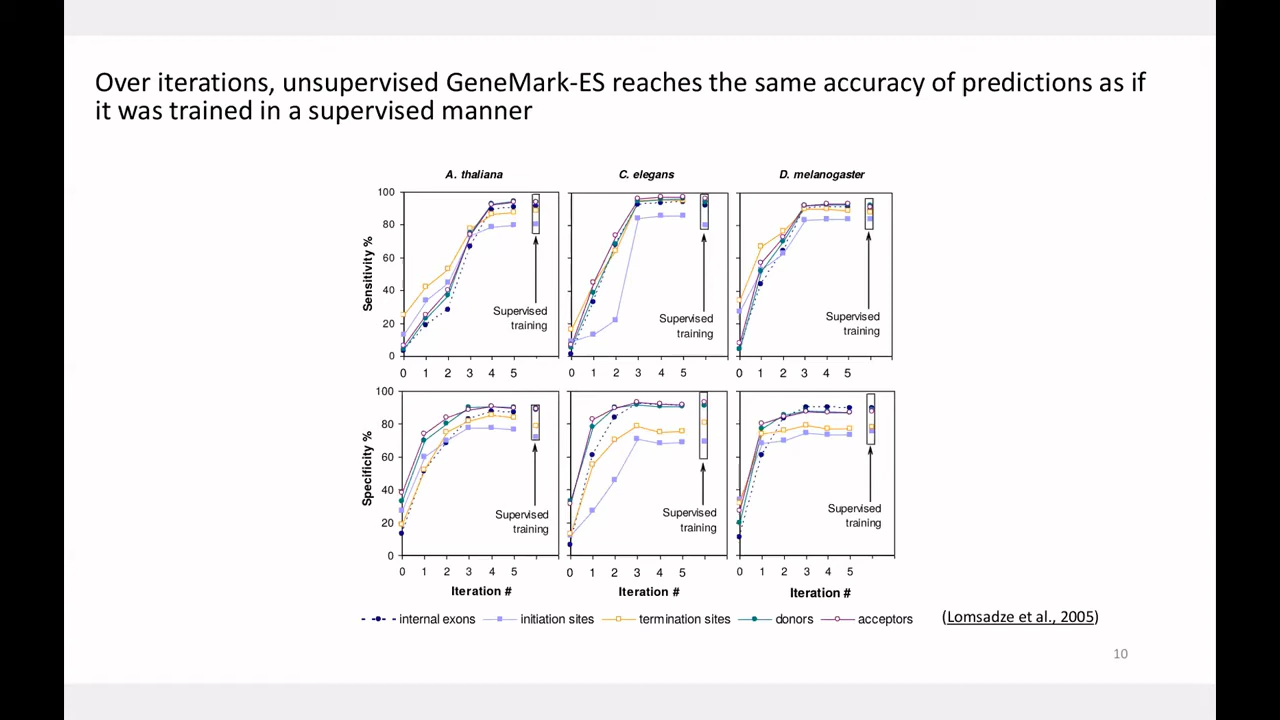 Over iterations, unsupervised GeneMark-ES reaches the same accuracy of predictions as if
it was trained in a supervised manner
A. thaliana
C. elegans
D. melanogaster
Sensitivity %
100
80
60
40
20
0
Supervised
training
Supervised
training
Supervised
training
0 1 2 3 4 5
0 1 2 3 4 5
0 1 2 3 4 5
Specificity %
100
80
60
40
20
0
Supervised
training
Supervised
training
Supervised
training
0 1 2 3 4 5
0 1 2 3 4 5
0 1 2 3 4 5
Iteration #
Iteration #
Iteration #
internal exons
initiation sites
termination sites
donors
acceptors
(Lomsadze et al., 2005)
10